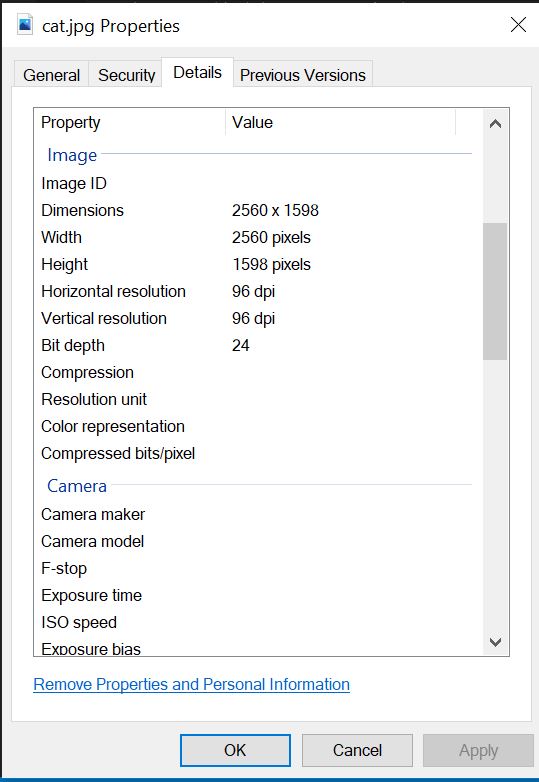 cat.jpg Properties
General Security Details Previous Versions
Property Value
Image
Image ID
Dimensions 2560 x 1598
Width 2560 pixels
Height 1598 pixels
Horizontal resolution 96 dpi
Vertical resolution 96 dpi
Bit depth 24
Compression
Resolution unit
Color representation
Compressed bits/pixel
Camera
Camera maker
Camera model
F-stop
Exposure time
ISO speed
Exposure bias
Remove Properties and Personal Information
OK Cancel Apply